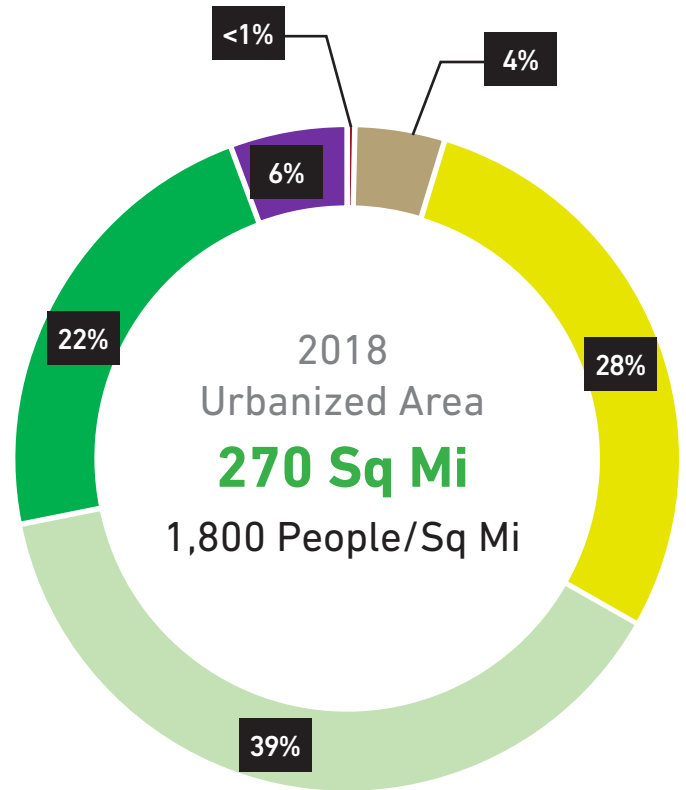 <1%
4%
6%
22%
28%
2018
Urbanized Area
270 Sq Mi
1,800 People/Sq Mi
39%